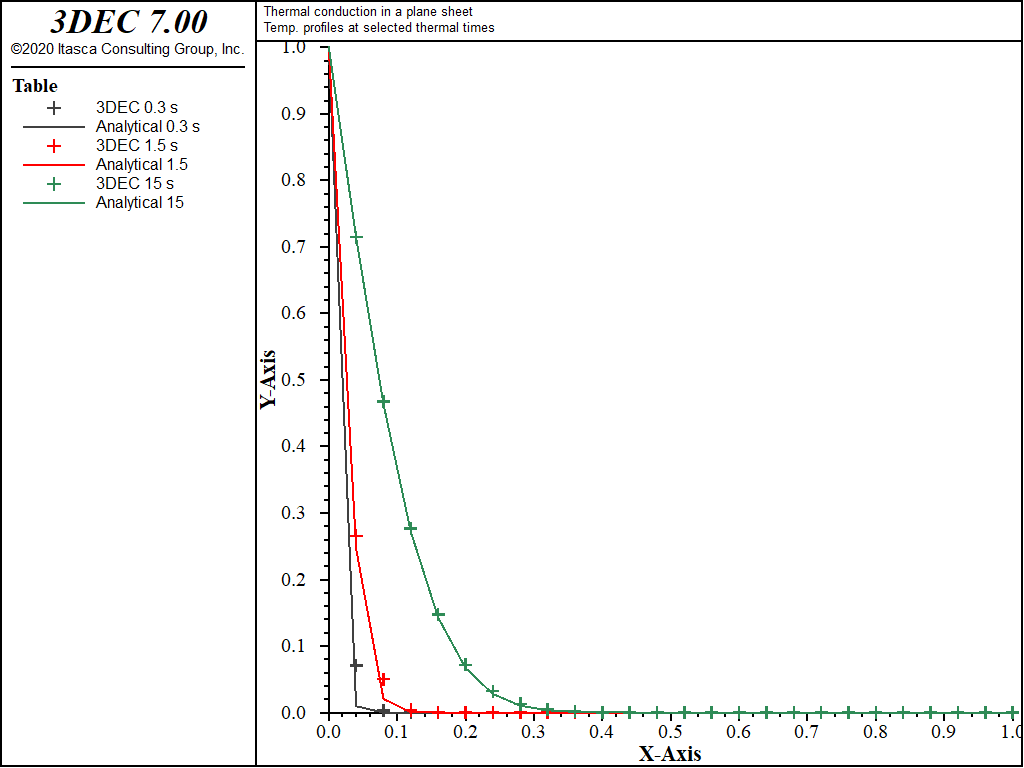 3DEC 7.00
©2020 Itasca Consulting Group, Inc.
Table
3DEC 0.3 s
Analytical 0.3 s
3DEC 1.5 s
Analytical 1.5
3DEC 15 s
Analytical 15
Thermal conduction in a plane sheet
Temp. profiles at selected thermal times
1.0
0.9
0.8
0.7
0.6
0.5
0.4
0.3
0.2
0.1
0.0
Y-Axis
0.0 0.1 0.2 0.3 0.4 0.5 0.6 0.7 0.8 0.9 1.0
X-Axis